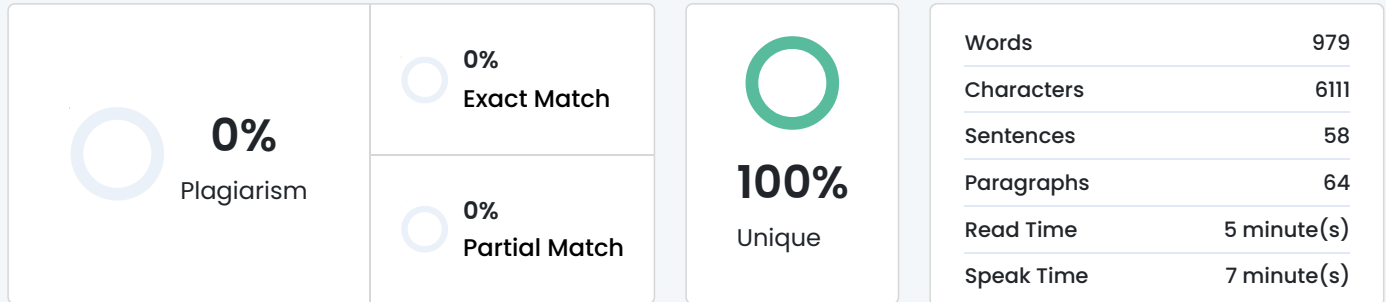 0%
Plagiarism
0%
Exact Match
0%
Partial Match
100%
Unique
Words 979
Characters 6111
Sentences 58
Paragraphs 64
Read Time 5 minute(s)
Speak Time 7 minute(s)